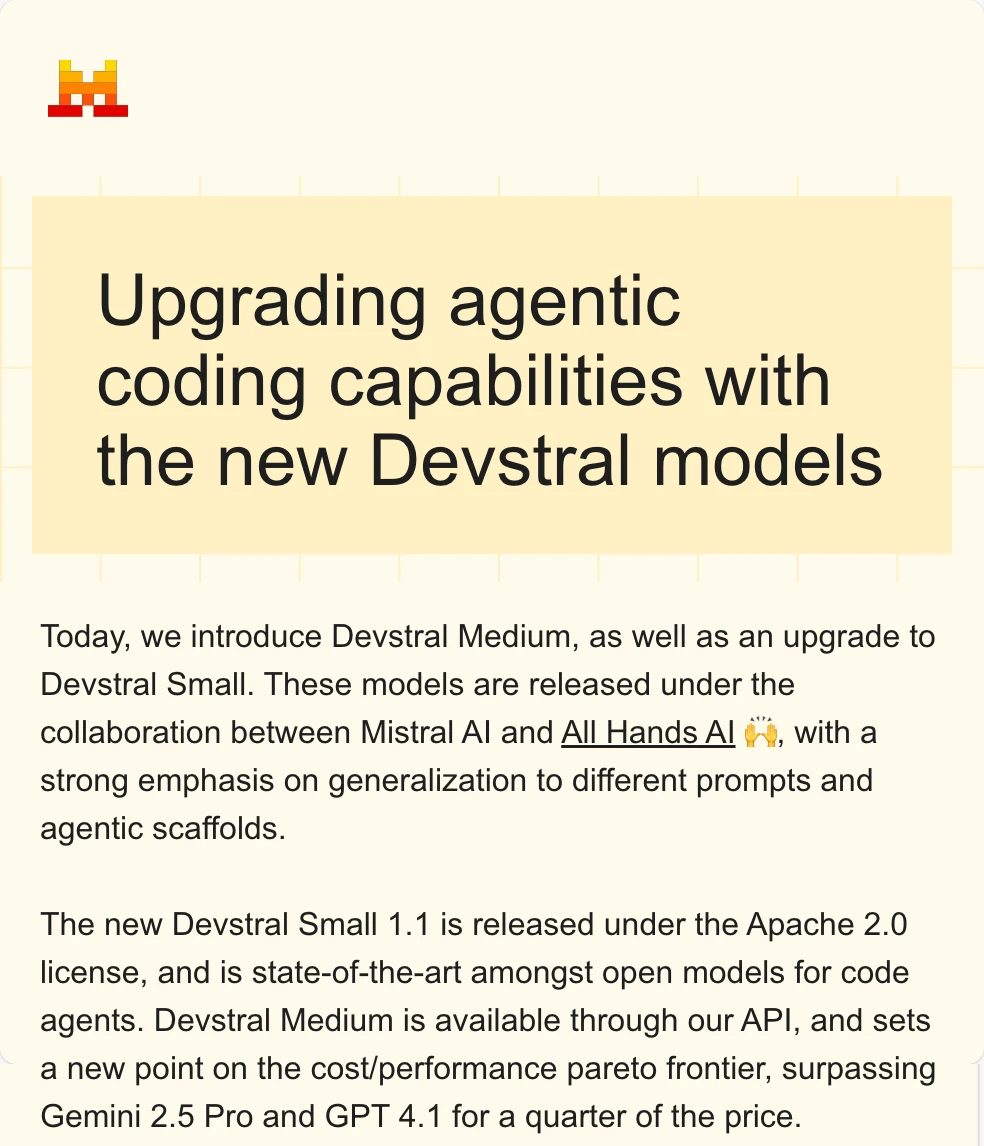 Upgrading agentic
coding capabilities with
the new Devstral models
Today, we introduce Devstral Medium, as well as an upgrade to
Devstral Small. These models are released under the
collaboration between Mistral AI and All Hands AI 🙌, with a
strong emphasis on generalization to different prompts and
agentic scaffolds.
The new Devstral Small 1.1 is released under the Apache 2.0
license, and is state-of-the-art amongst open models for code
agents. Devstral Medium is available through our API, and sets
a new point on the cost/performance pareto frontier, surpassing
Gemini 2.5 Pro and GPT 4.1 for a quarter of the price.